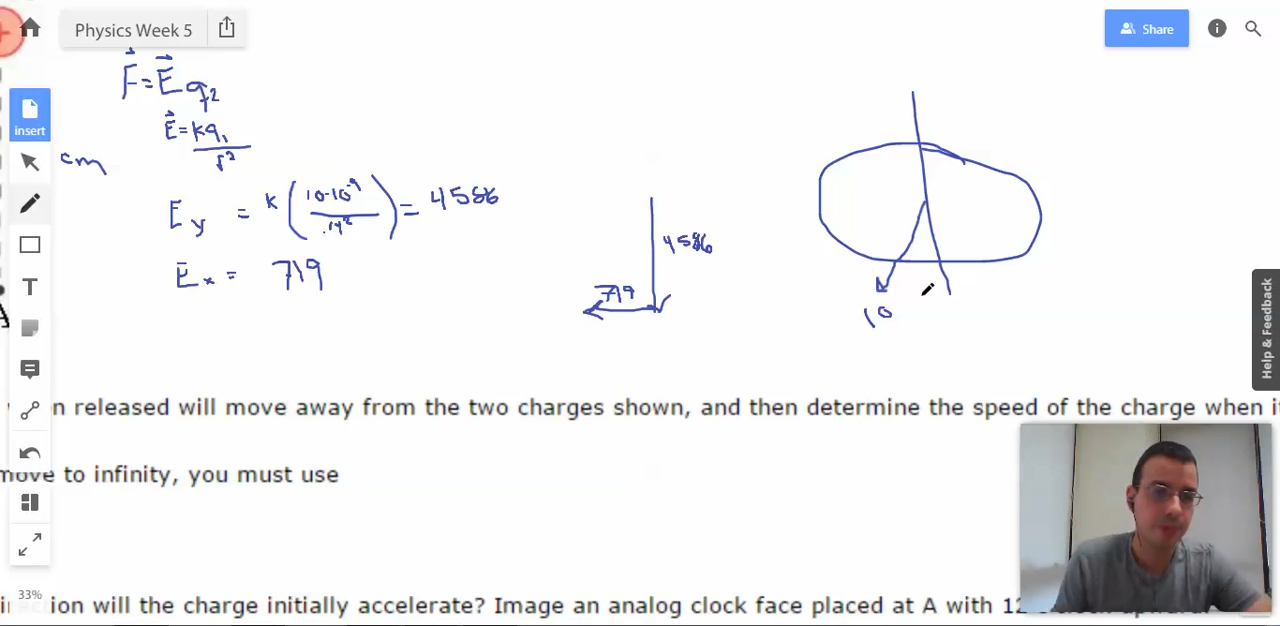 Physics Week 5
Share
F = E q2
insert
E = kq1
r2
cm
Ey = k ( 10·10-9 / .142 ) = 4586
Ex = 719
4586
719
10
Help & Feedback
n released will move away from the two charges shown, and then determine the speed of the charge when i
move to infinity, you must use
33%
ction will the charge initially accelerate? Image an analog clock face placed at A with 12